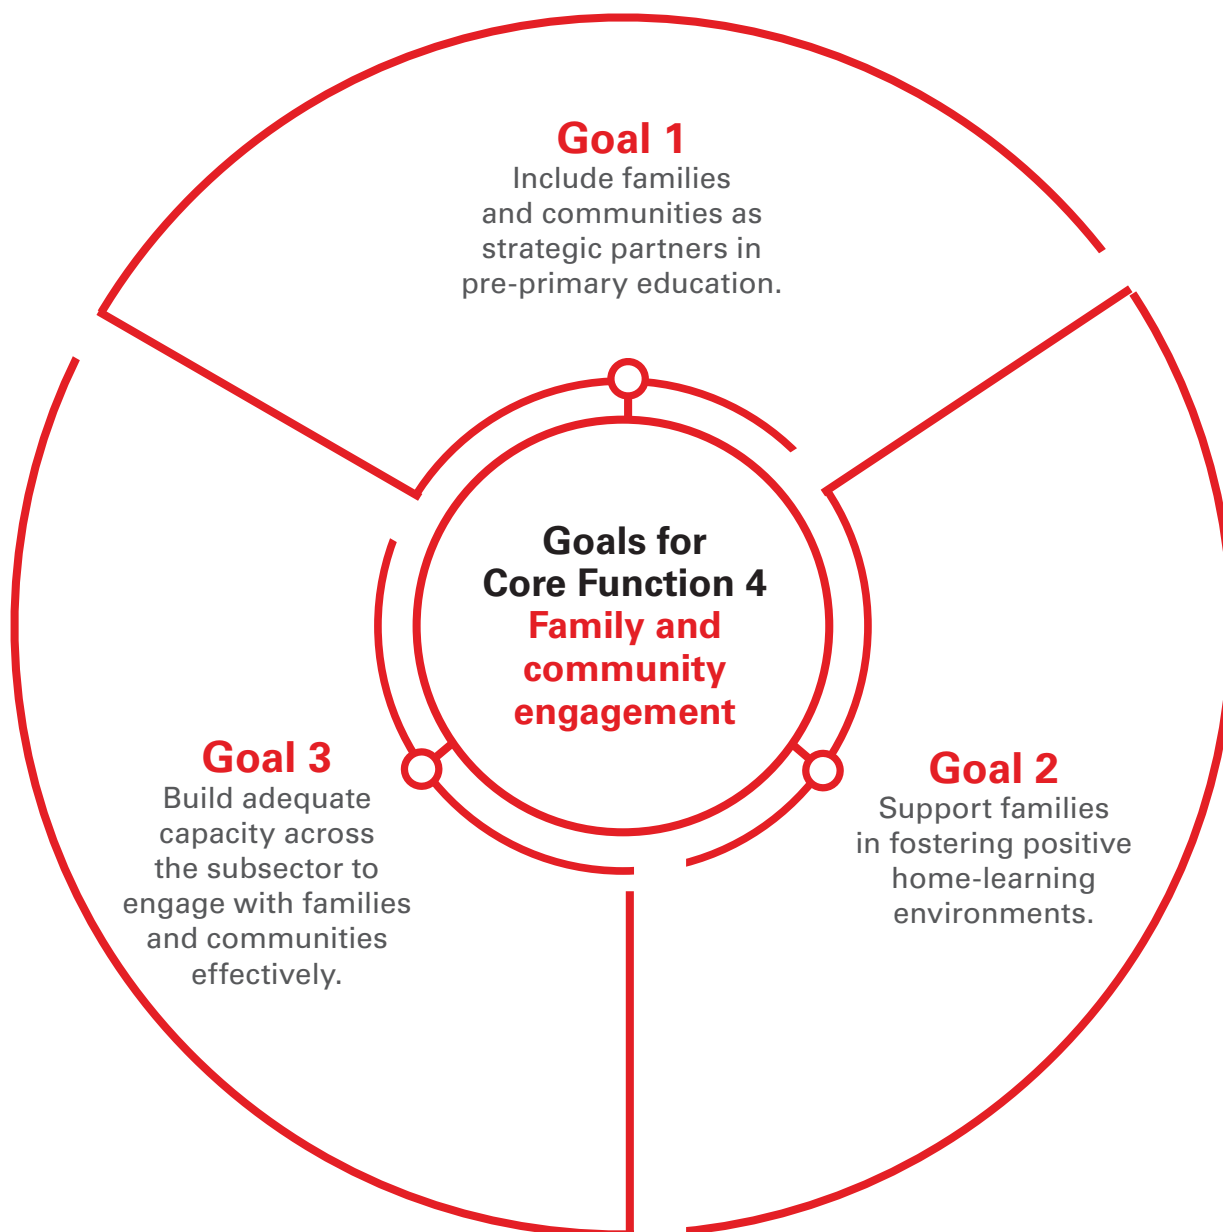 Goal 1
Include families
and communities as
strategic partners in
pre-primary education.
Goals for
Core Function 4
Family and
community
engagement
Goal 3
Build adequate
capacity across
the subsector to
engage with families
and communities
effectively.
Goal 2
Support families
in fostering positive
home-learning
environments.